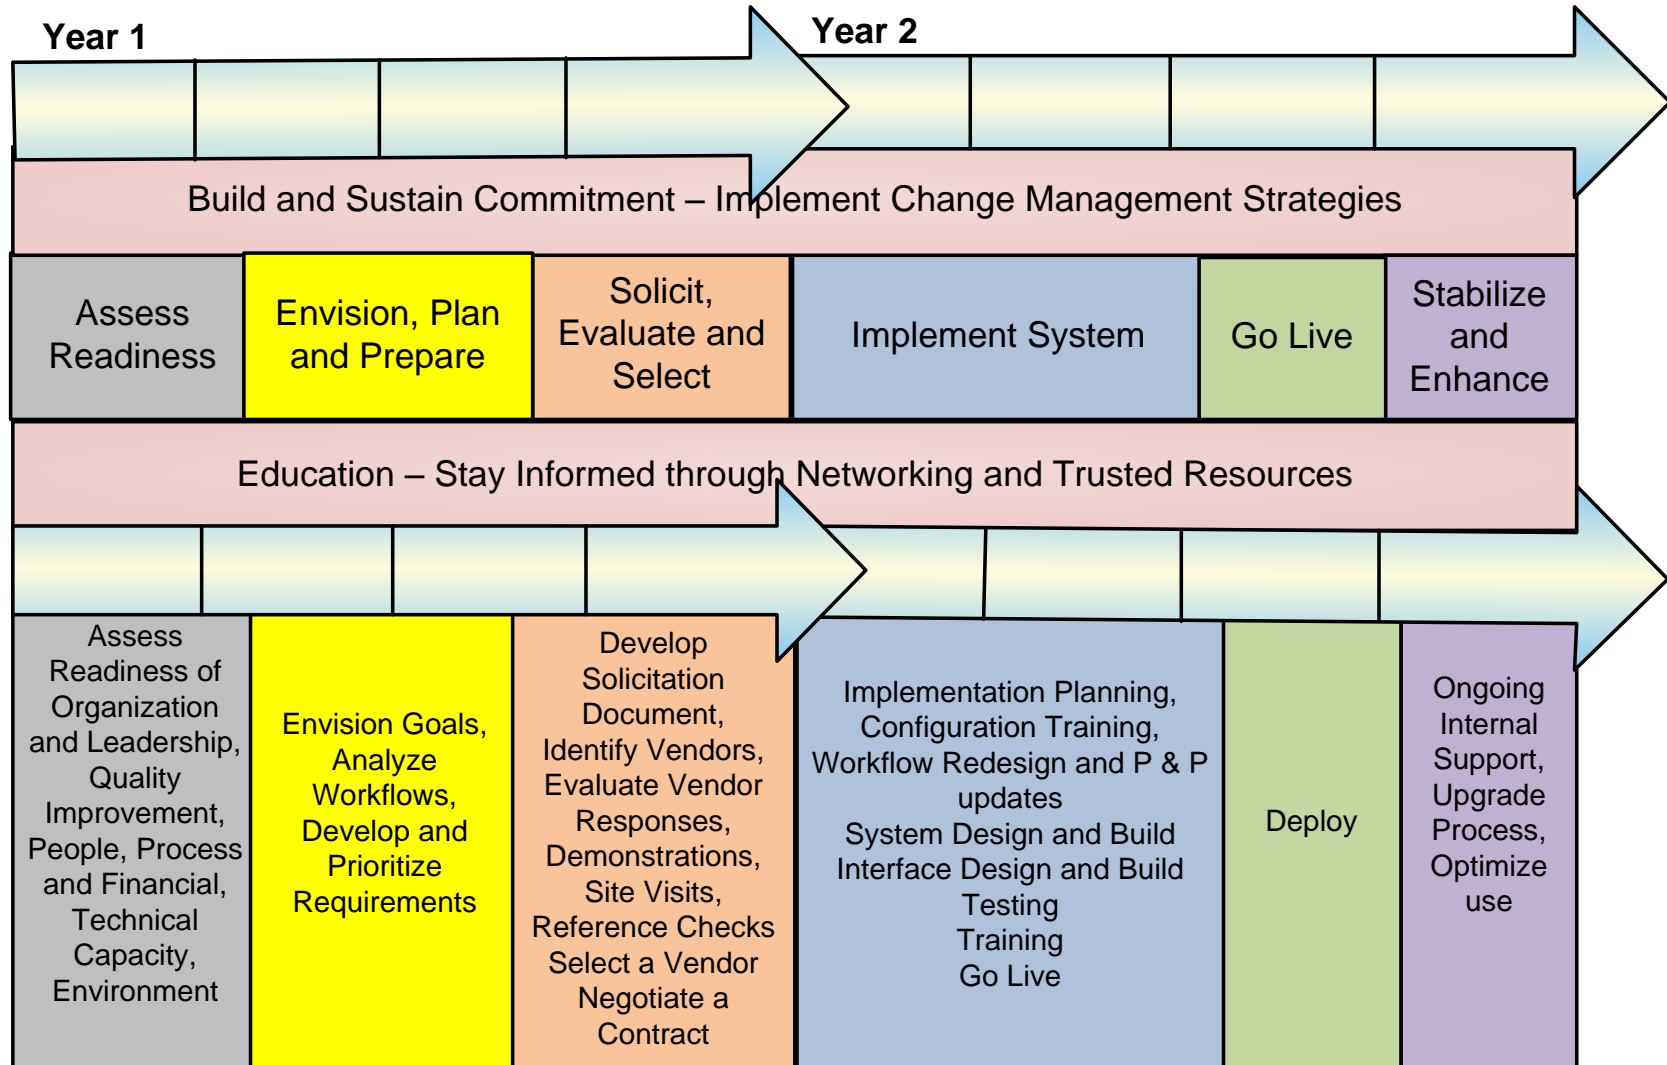 Year 1
Year 2
Build and Sustain Commitment – Implement Change Management Strategies
Assess
Readiness
Envision, Plan
and Prepare
Solicit,
Evaluate and
Select
Implement System
Go Live
Stabilize
and
Enhance
Education – Stay Informed through Networking and Trusted Resources
Assess
Readiness of
Organization
and Leadership,
Quality
Improvement,
People, Process
and Financial,
Technical
Capacity,
Environment
Envision Goals,
Analyze
Workflows,
Develop and
Prioritize
Requirements
Develop
Solicitation
Document,
Identify Vendors,
Evaluate Vendor
Responses,
Demonstrations,
Site Visits,
Reference Checks
Select a Vendor
Negotiate a
Contract
Implementation Planning,
Configuration Training,
Workflow Redesign and P & P
updates
System Design and Build
Interface Design and Build
Testing
Training
Go Live
Deploy
Ongoing
Internal
Support,
Upgrade
Process,
Optimize
use